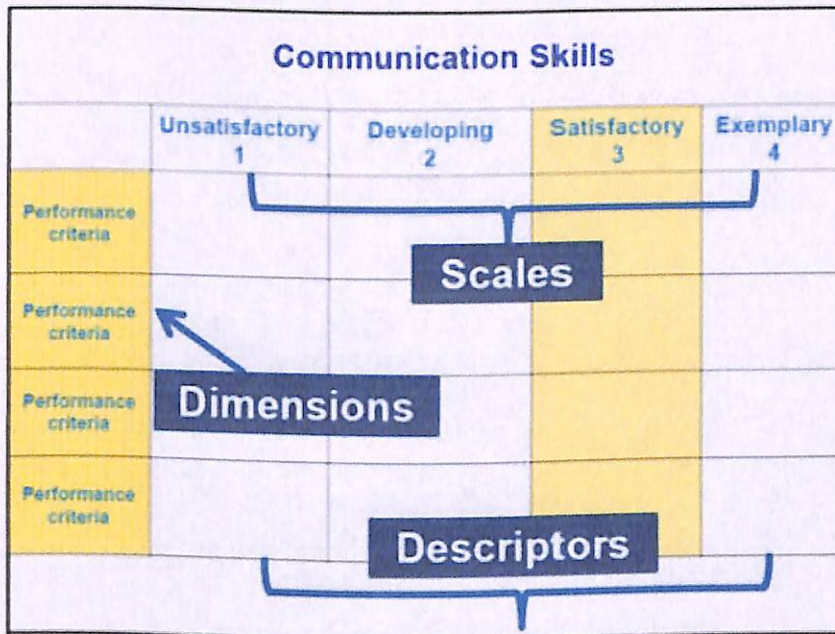 Communication Skills
Unsatisfactory Developing Satisfactory Exemplary
1 2 3 4
Performance
criteria
Scales
Performance
criteria
Dimensions
Performance
criteria
Performance
criteria
Descriptors